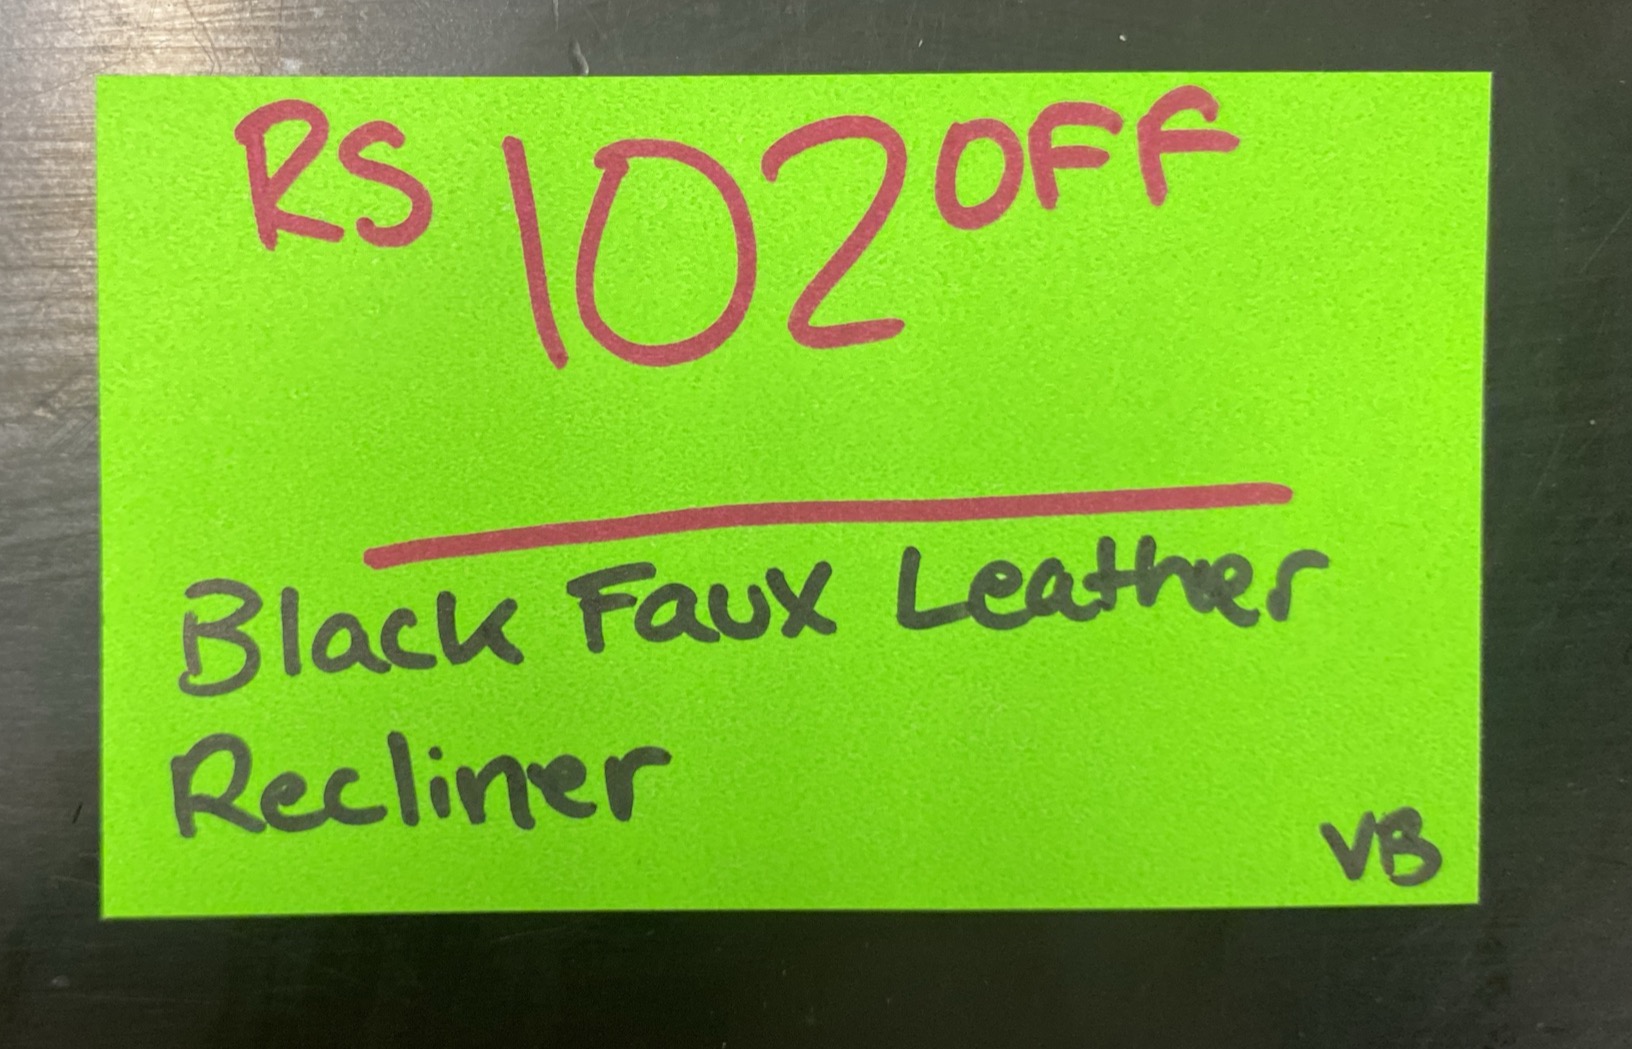 RS 102 OFF
Black Faux Leather
Recliner
VB